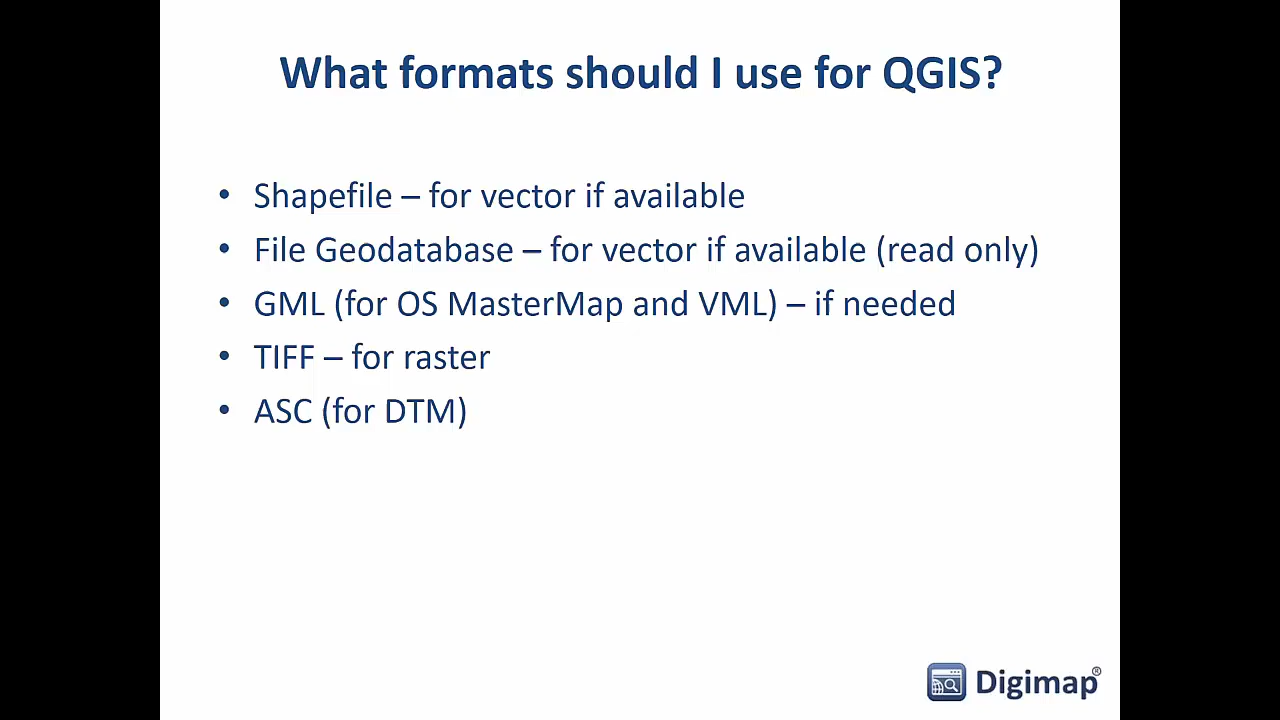 What formats should I use for QGIS?
• Shapefile – for vector if available
• File Geodatabase – for vector if available (read only)
• GML (for OS MasterMap and VML) – if needed
• TIFF – for raster
• ASC (for DTM)
Digimap®